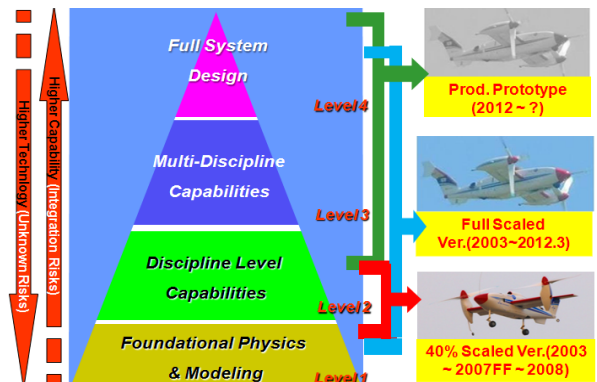 Higher Technology (Unknown Risks)
Higher Capability (Integration Risks)
Full System
Design
Level 4
Multi-Discipline
Capabilities
Level 3
Discipline Level
Capabilities
Level 2
Foundational Physics
& Modeling
Level 1
Prod. Prototype
(2012 ~ ?)
Full Scaled
Ver.(2003~2012.3)
40% Scaled Ver.(2003
~ 2007FF ~ 2008)